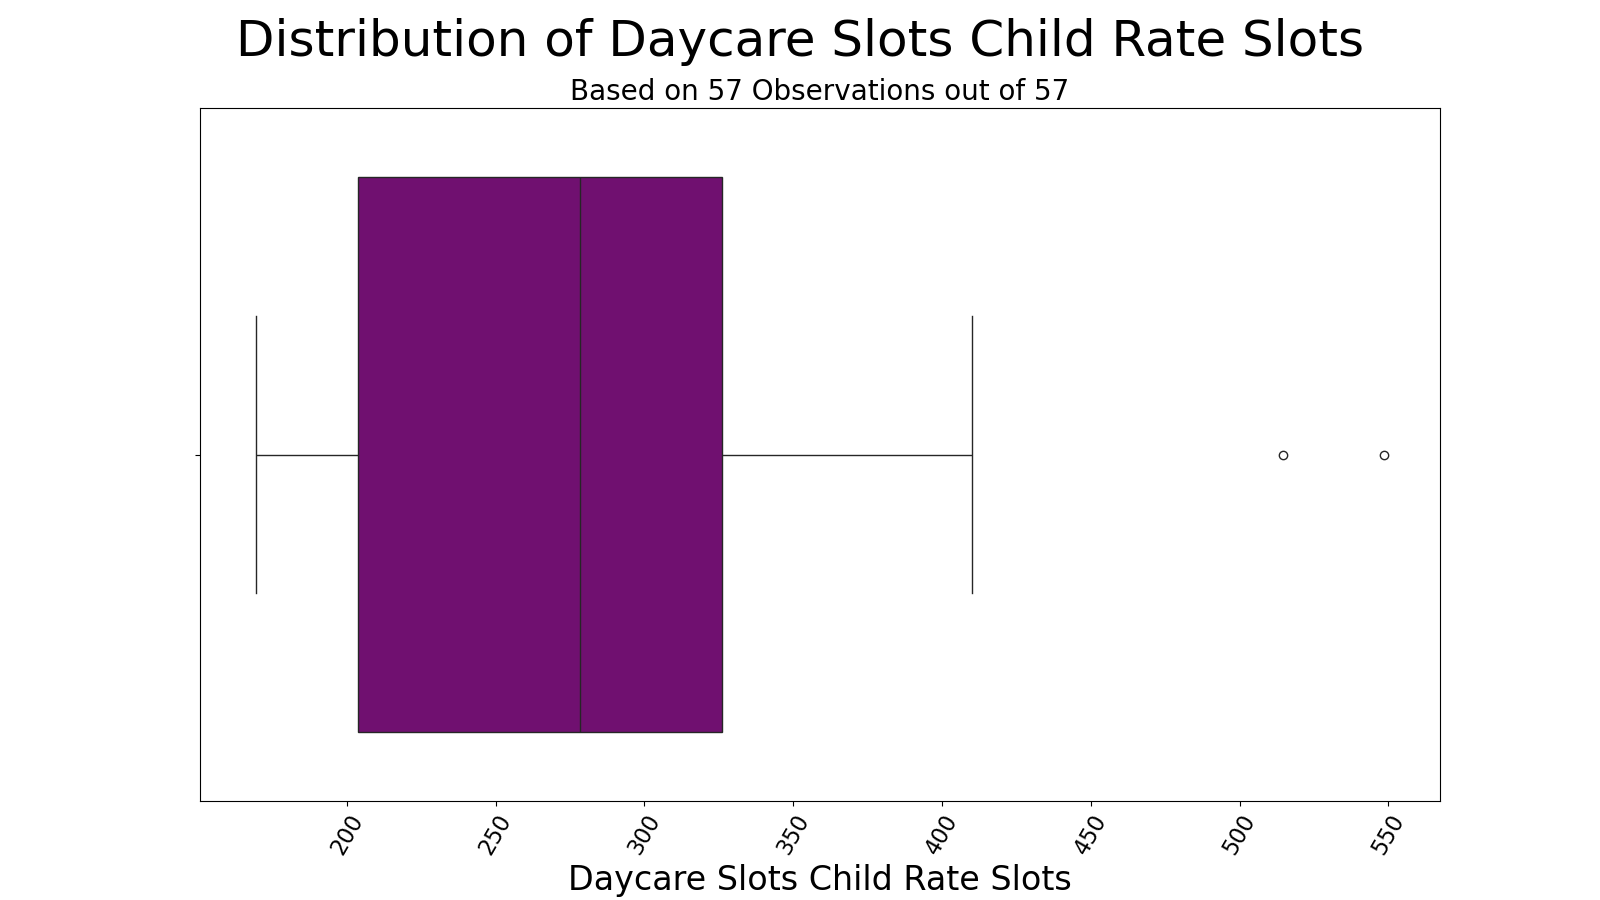 Distribution of Daycare Slots Child Rate Slots
Based on 57 Observations out of 57
200 250 300 350 400 450 500 550
Daycare Slots Child Rate Slots